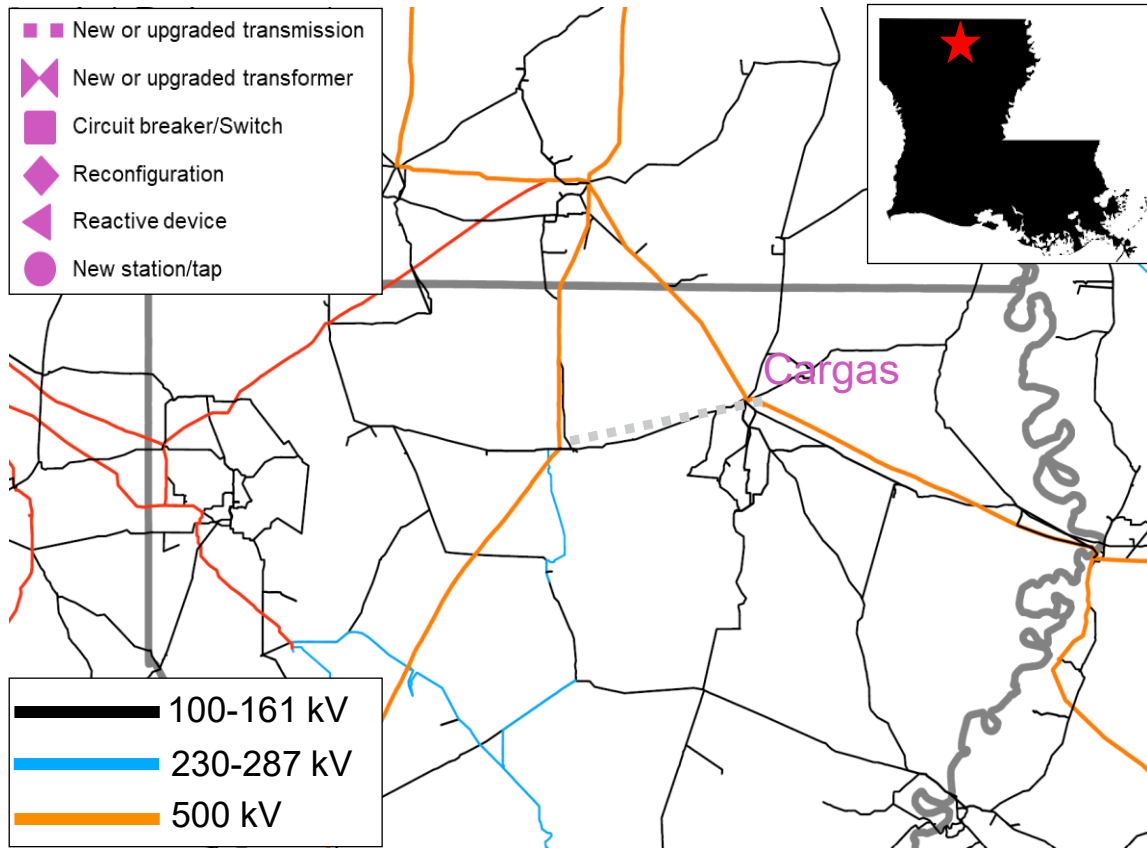 New or upgraded transmission
New or upgraded transformer
Circuit breaker/Switch
Reconfiguration
Reactive device
New station/tap
Cargas
100-161 kV
230-287 kV
500 kV